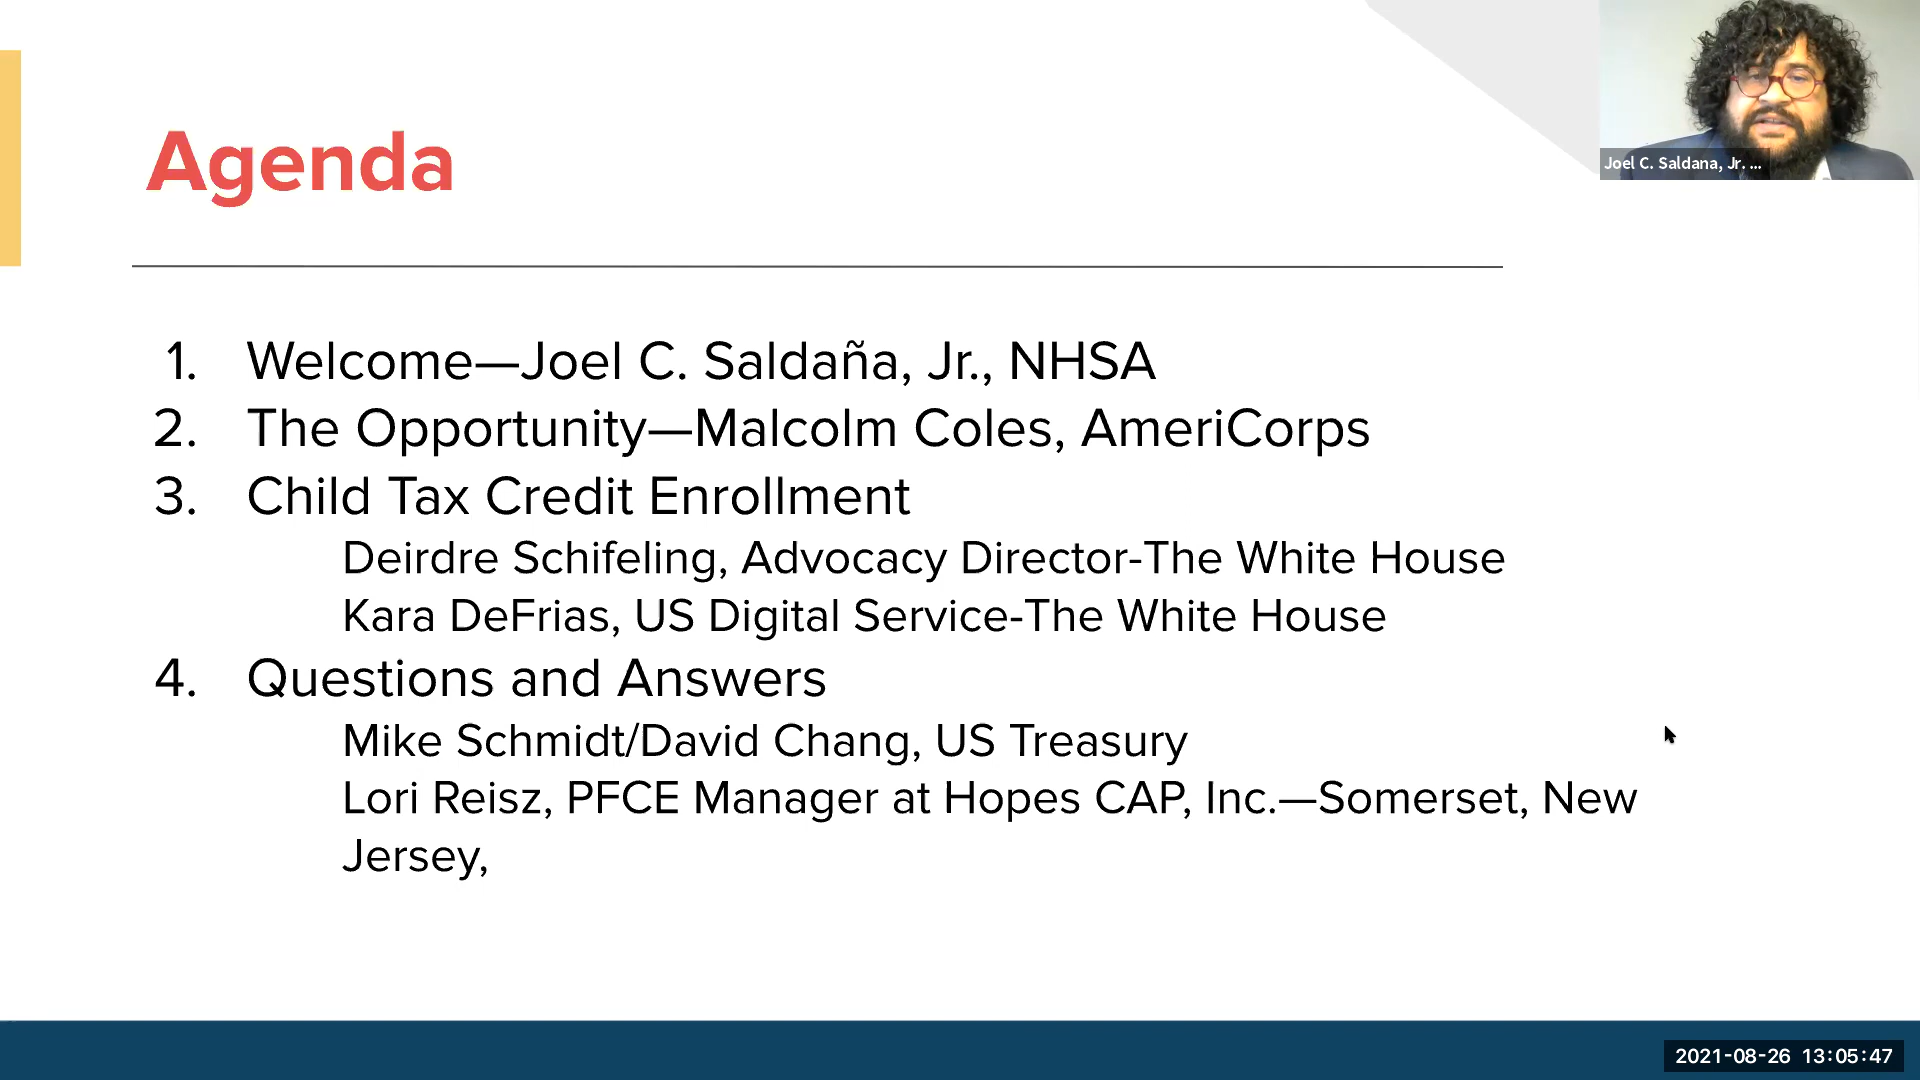 Agenda
Joel C. Saldana, Jr. ...
1. Welcome—Joel C. Saldaña, Jr., NHSA
2. The Opportunity—Malcolm Coles, AmeriCorps
3. Child Tax Credit Enrollment
Deirdre Schifeling, Advocacy Director-The White House
Kara DeFrias, US Digital Service-The White House
4. Questions and Answers
Mike Schmidt/David Chang, US Treasury
Lori Reisz, PFCE Manager at Hopes CAP, Inc.—Somerset, New
Jersey,
2021-08-26 13:05:47